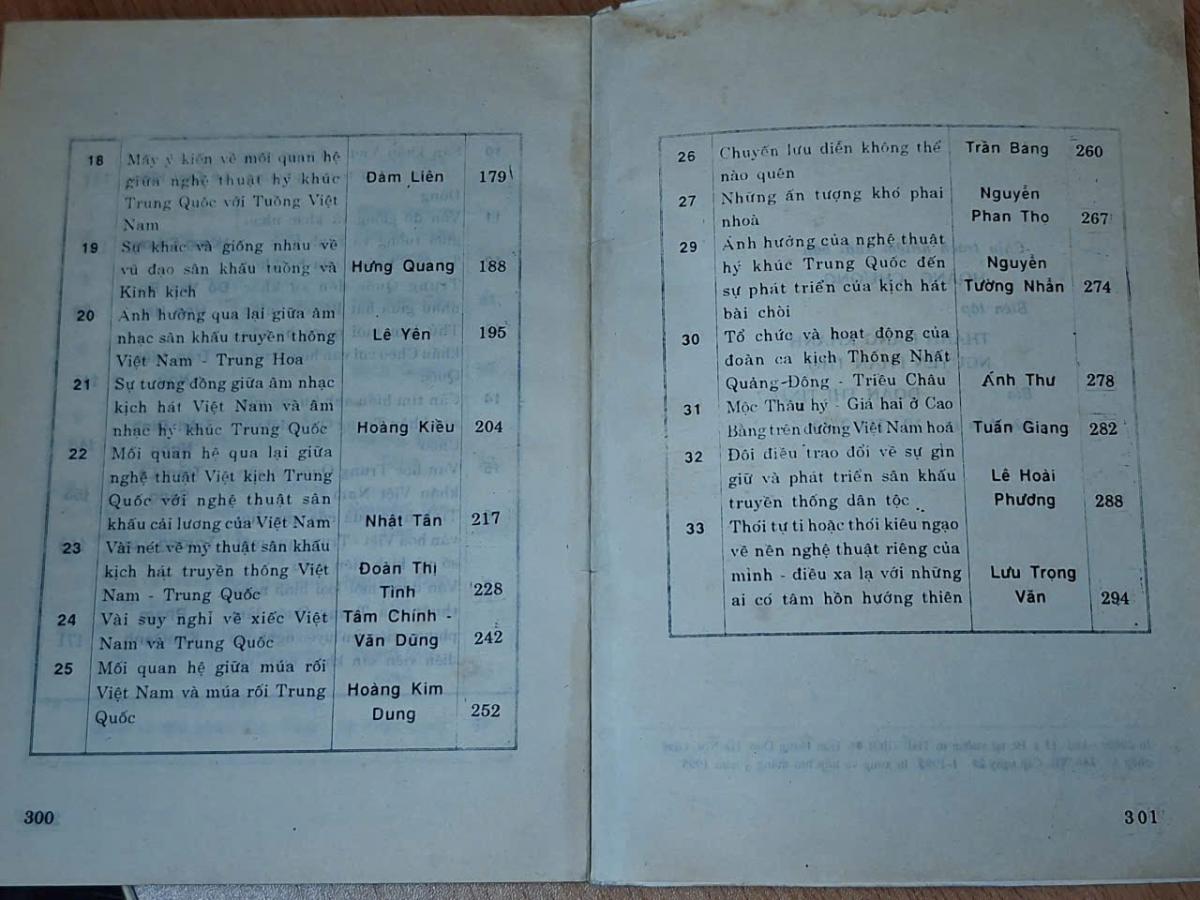 18 Mấy ý kiến về mối quan hệ
giữa nghệ thuật hý khúc Đàm Liên 179
Trung Quốc với Tuồng Việt
Nam
19 Sự khác và giống nhau về
vũ đạo sân khấu tuồng và Hưng Quang 188
Kinh kịch
20 Ảnh hưởng qua lại giữa âm
nhạc sân khấu truyền thống Lê Yên 195
Việt Nam - Trung Hoa
21 Sự tương đồng giữa âm nhạc
kịch hát Việt Nam và âm
nhạc hý khúc Trung Quốc Hoàng Kiều 204
22 Mối quan hệ qua lại giữa
nghệ thuật Việt kịch Trung
Quốc với nghệ thuật sân
khấu cải lương của Việt Nam Nhật Tân 217
23 Vài nét về mỹ thuật sân khấu
kịch hát truyền thống Việt Đoàn Thị
Nam - Trung Quốc Tình 228
24 Vài suy nghĩ về xiếc Việt Tâm Chính -
Nam và Trung Quốc Văn Dũng 242
25 Mối quan hệ giữa múa rối
Việt Nam và múa rối Trung Hoàng Kim
Quốc Dung 252
300
26 Chuyến lưu diễn không thể Trần Bảng 260
nào quên
27 Những ấn tượng khó phai Nguyễn
nhoà Phan Thọ 267
29 Ảnh hưởng của nghệ thuật
hý khúc Trung Quốc đến Nguyễn
sự phát triển của kịch hát Tường Nhẫn 274
bài chòi
30 Tổ chức và hoạt động của
đoàn ca kịch Thống Nhất
Quảng-Đông - Triêu Châu Ánh Thư 278
31 Mộc Thầu hý - Giá hai ở Cao
Bằng trên đường Việt Nam hoá Tuấn Giang 282
32 Đôi điều trao đổi về sự gìn
giữ và phát triển sân khấu Lê Hoài
truyền thống dân tộc Phương 288
33 Thói tự ti hoặc thói kiêu ngạo
về nền nghệ thuật riêng của
mình - điều xa lạ với những Lưu Trọng
ai có tâm hồn hướng thiên Văn 294
301